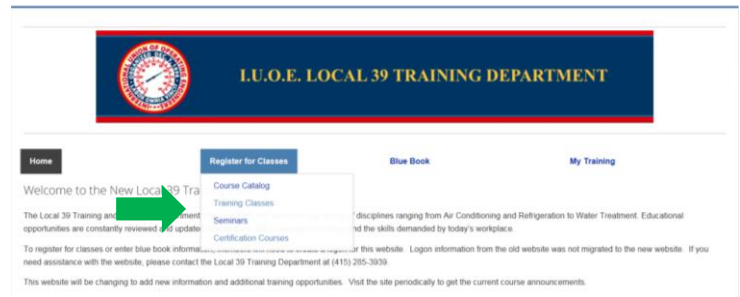 INTERNATIONAL UNION OF OPERATING ENGINEERS
I.U.O.E. LOCAL 39 TRAINING DEPARTMENT
Home Register for Classes Blue Book My Training
Course Catalog
Training Classes
Seminars
Certification Courses
Welcome to the New Local 39 Tra
The Local 39 Training and disciplines ranging from Air Conditioning and Refrigeration to Water Treatment. Educational
opportunities are constantly reviewed and the skills demanded by today's workplace.
To register for classes or enter blue book this website. Logon information from the old website was not migrated to the new website. If you
need assistance with the website, please contact the Local 39 Training Department at (415) 285-3939.
This website will be changing to add new information and additional training opportunities. Visit the site periodically to get the current course announcements.